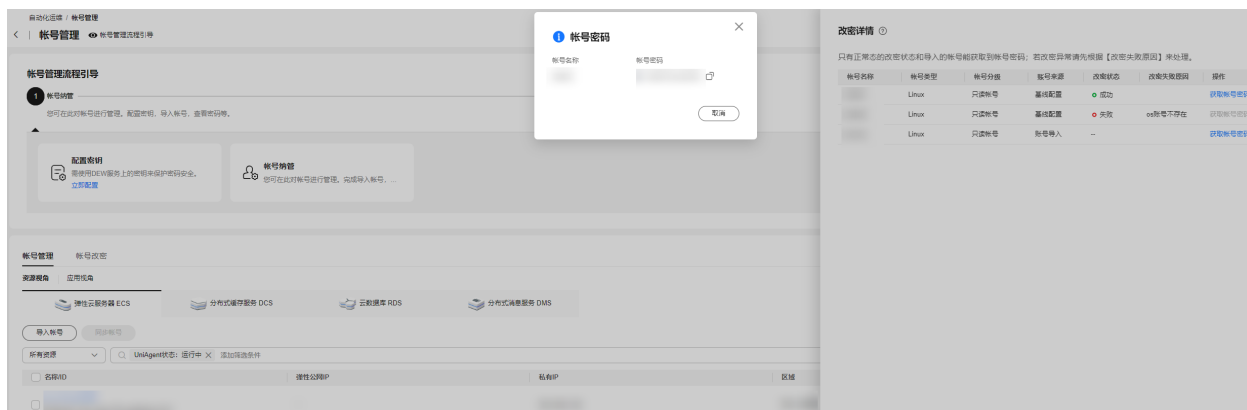 自动化运维 / 帐号管理
帐号管理 帐号管理流程引导
帐号管理流程引导
1 帐号纳管
您可在此对帐号进行管理。配置密钥、导入帐号、查看密码等。
配置密钥
需使用DEW服务上的密钥来保护密码安全。
立即配置
帐号纳管
您可在此对帐号进行管理。完成导入帐号、...
帐号管理 帐号改密
资源视角 应用视角
弹性云服务器 ECS 分布式缓存服务 DCS 云数据库 RDS 分布式消息服务 DMS
导入帐号 同步帐号
所有资源 UniAgent状态：运行中 添加筛选条件
名称/ID 弹性公网IP 私有IP 区域
帐号密码
帐号名称 帐号密码
取消
改密详情
只有正常态的改密状态和导入的帐号能获取到帐号密码；若改密异常请先根据【改密失败原因】来处理。
帐号名称 帐号类型 帐号分组 账号来源 改密状态 改密失败原因 操作
Linux 只读帐号 基线配置 成功 获取帐号密码
Linux 只读帐号 基线配置 失败 os账号不存在 获取帐号密码
Linux 只读帐号 账号导入 -- 获取帐号密码